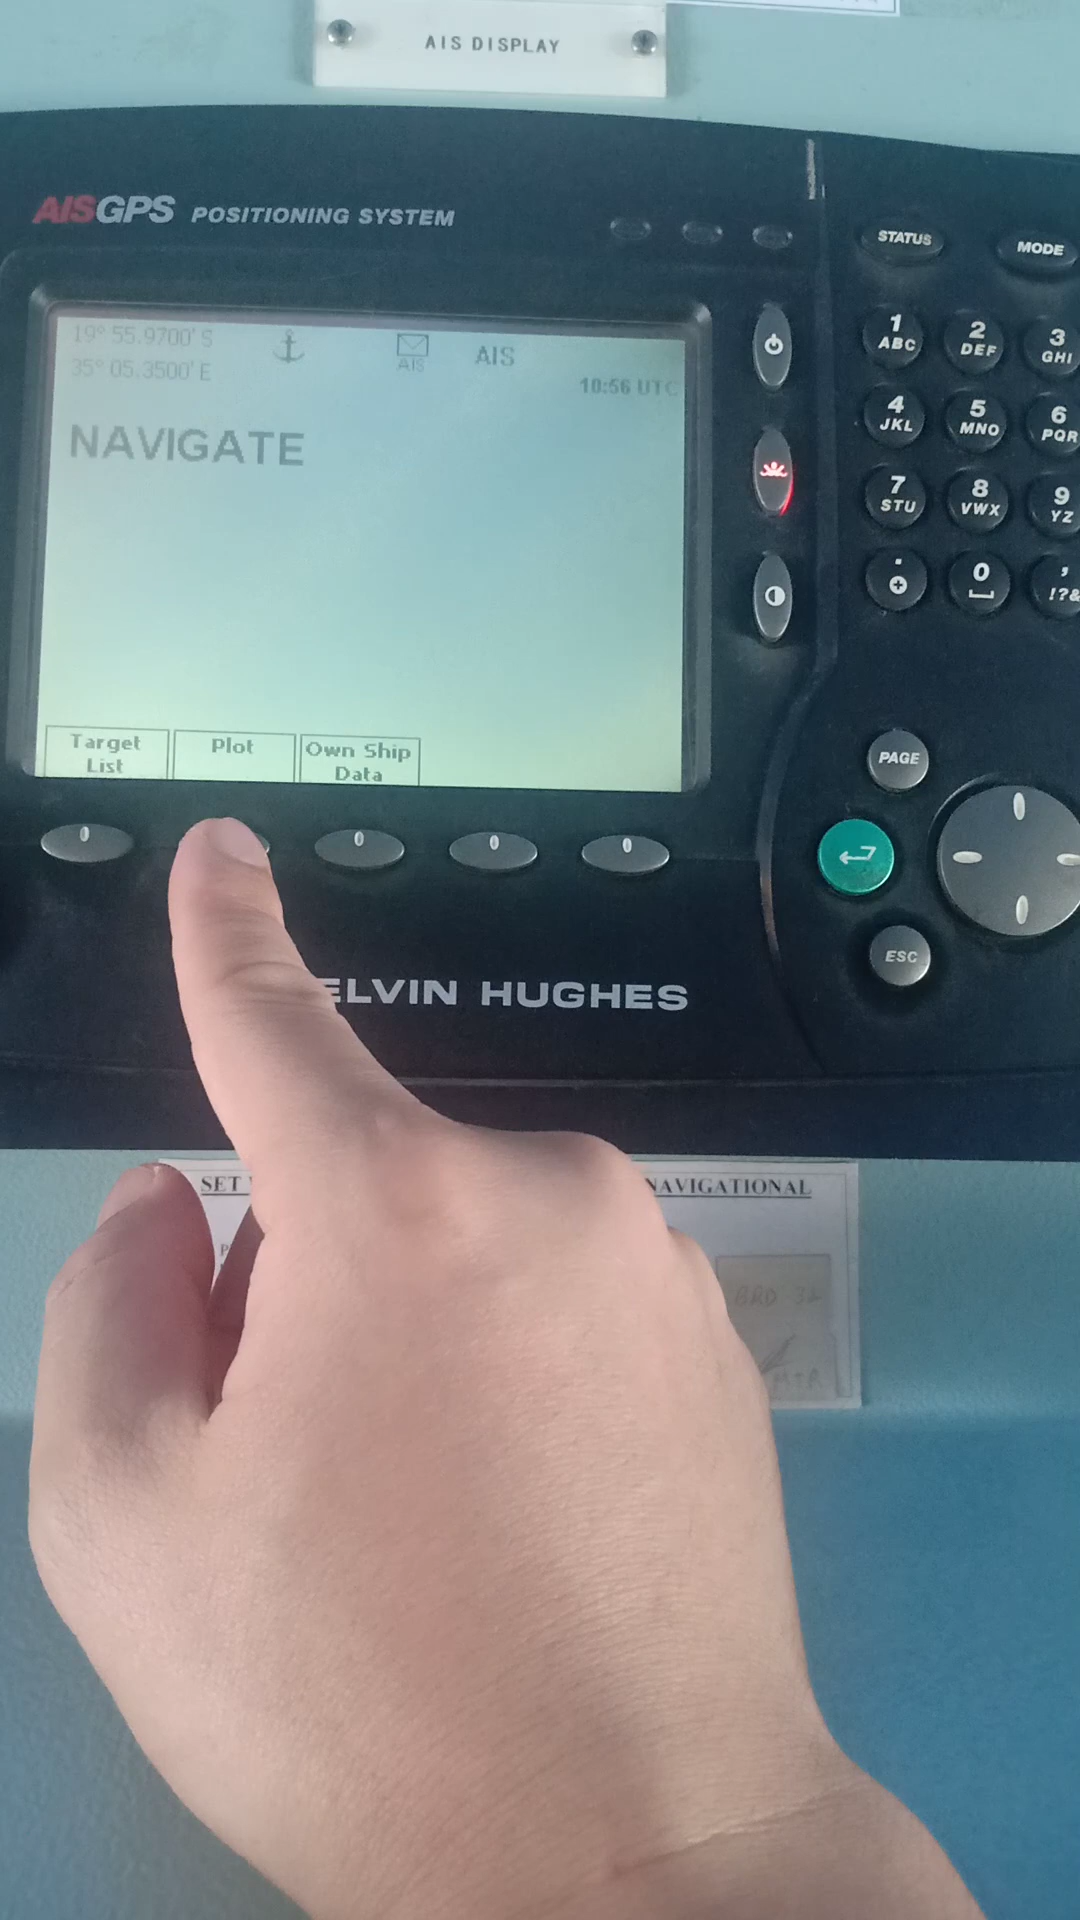 AIS DISPLAY
AISGPS POSITIONING SYSTEM
STATUS
MODE
19° 55.9700' S
35° 05.3500' E
AIS
AIS
10:56 UTC
NAVIGATE
1
ABC
2
DEF
3
GHI
4
JKL
5
MNO
6
PQR
7
STU
8
VWX
9
YZ
.
0
,
!?&
Target
List
Plot
Own Ship
Data
PAGE
ESC
ELVIN HUGHES
SET
NAVIGATIONAL